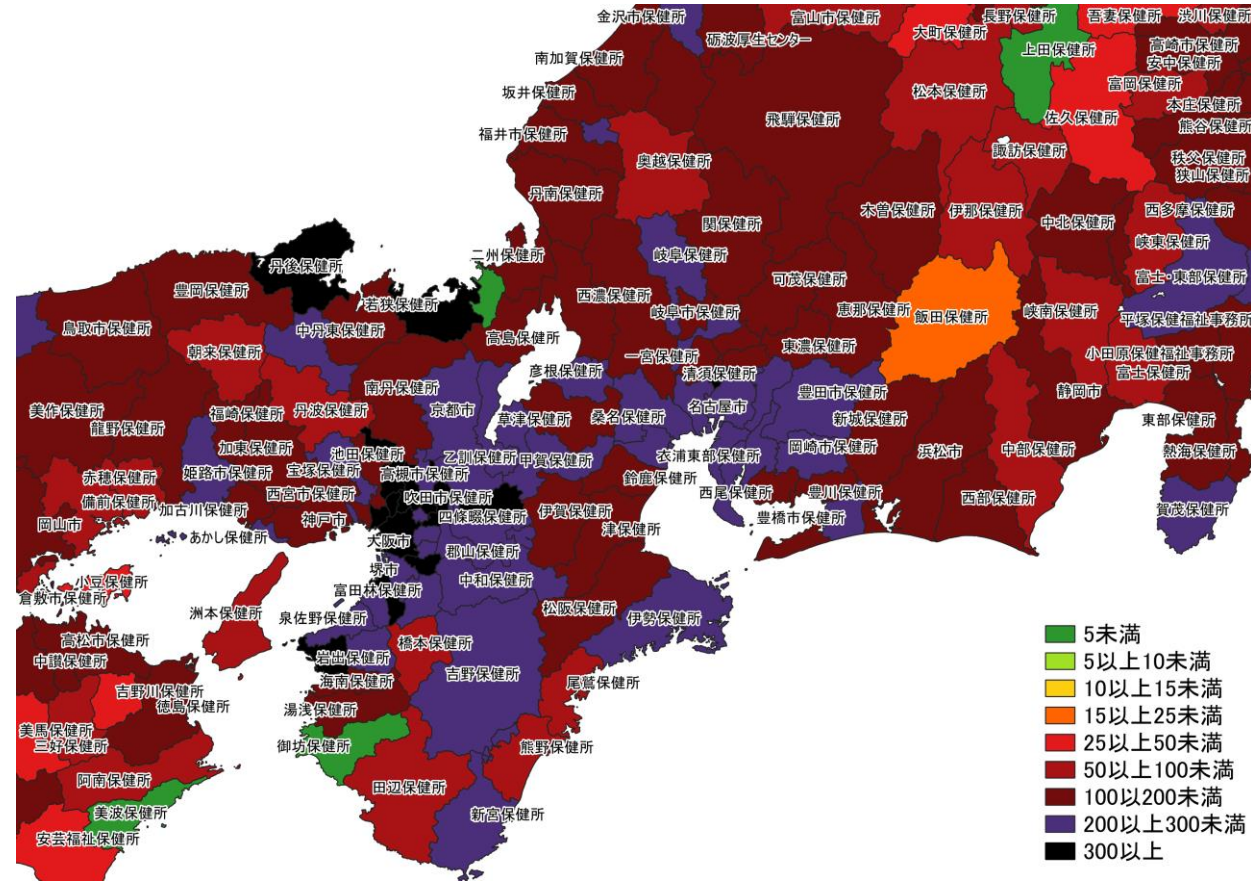 金沢市保健所
富山市保健所
大町保健所
長野保健所
吾妻保健所
渋川保健所
砺波厚生センター
南加賀保健所
上田保健所
高崎市保健所
安中保健所
坂井保健所
松本保健所
富岡保健所
本庄保健所
飛騨保健所
佐久保健所
熊谷保健所
福井市保健所
諏訪保健所
秩父保健所
奥越保健所
狭山保健所
丹南保健所
木曽保健所
伊那保健所
中北保健所
西多摩保健所
関保健所
峡東保健所
二州保健所
岐阜保健所
丹後保健所
富士・東部保健所
可茂保健所
豊岡保健所
西濃保健所
若狭保健所
恵那保健所
飯田保健所
峡南保健所
岐阜市保健所
平塚保健福祉事務所
鳥取市保健所
中丹東保健所
高島保健所
東濃保健所
朝来保健所
一宮保健所
小田原保健福祉事務所
彦根保健所
清須保健所
富士保健所
南丹保健所
豊田市保健所
静岡市
美作保健所
福崎保健所
丹波保健所
京都市
草津保健所
桑名保健所
名古屋市
新城保健所
東部保健所
龍野保健所
加東保健所
池田保健所
乙訓保健所
甲賀保健所
衣浦東部保健所
岡崎市保健所
浜松市
中部保健所
熱海保健所
赤穂保健所
姫路市保健所
宝塚保健所
高槻市保健所
鈴鹿保健所
備前保健所
西宮市保健所
吹田市保健所
西尾保健所
豊川保健所
西部保健所
加古川保健所
神戸市
四條畷保健所
伊賀保健所
賀茂保健所
岡山市
豊橋市保健所
あかし保健所
大阪市
郡山保健所
津保健所
堺市
小豆保健所
中和保健所
倉敷市保健所
富田林保健所
洲本保健所
松阪保健所
泉佐野保健所
伊勢保健所
高松市保健所
橋本保健所
中讃保健所
岩出保健所
吉野保健所
海南保健所
尾鷲保健所
吉野川保健所
徳島保健所
湯浅保健所
美馬保健所
三好保健所
御坊保健所
熊野保健所
阿南保健所
田辺保健所
美波保健所
新宮保健所
安芸福祉保健所
5未満
5以上10未満
10以上15未満
15以上25未満
25以上50未満
50以上100未満
100以200未満
200以上300未満
300以上